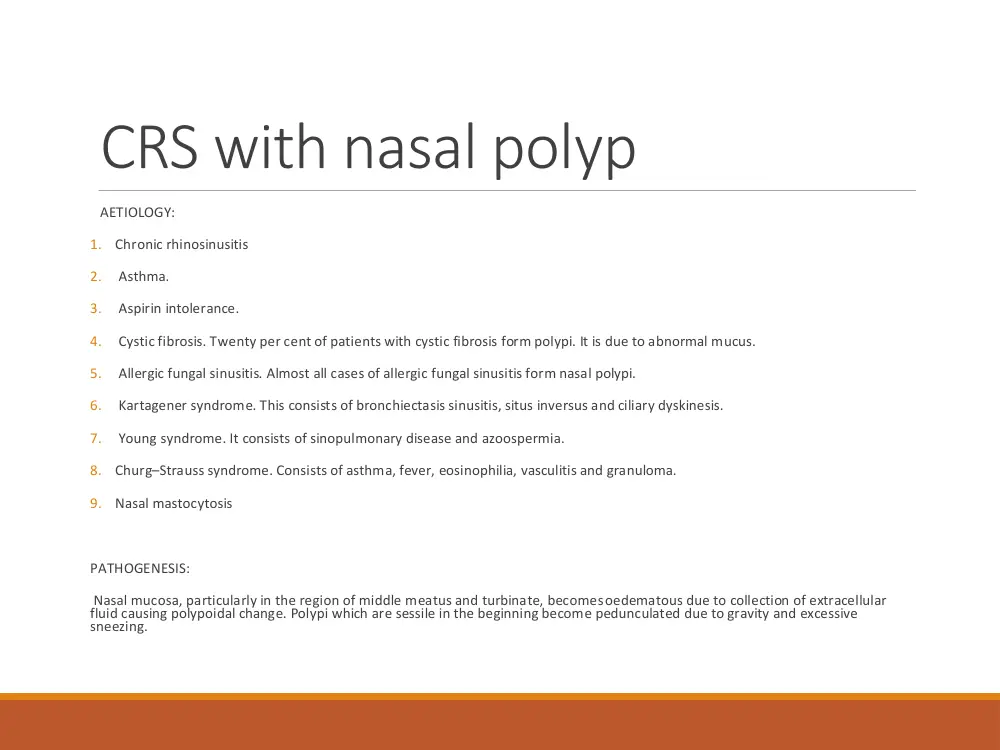 CRS with nasal polyp
AETIOLOGY:
1. Chronic rhinosinusitis
2. Asthma.
3. Aspirin intolerance.
4. Cystic fibrosis. Twenty per cent of patients with cystic fibrosis form polypi. It is due to abnormal mucus.
5. Allergic fungal sinusitis. Almost all cases of allergic fungal sinusitis form nasal polypi.
6. Kartagener syndrome. This consists of bronchiectasis sinusitis, situs inversus and ciliary dyskinesis.
7. Young syndrome. It consists of sinopulmonary disease and azoospermia.
8. Churg–Strauss syndrome. Consists of asthma, fever, eosinophilia, vasculitis and granuloma.
9. Nasal mastocytosis
PATHOGENESIS:
Nasal mucosa, particularly in the region of middle meatus and turbinate, becomes oedematous due to collection of extracellular
fluid causing polypoidal change. Polypi which are sessile in the beginning become pedunculated due to gravity and excessive
sneezing.